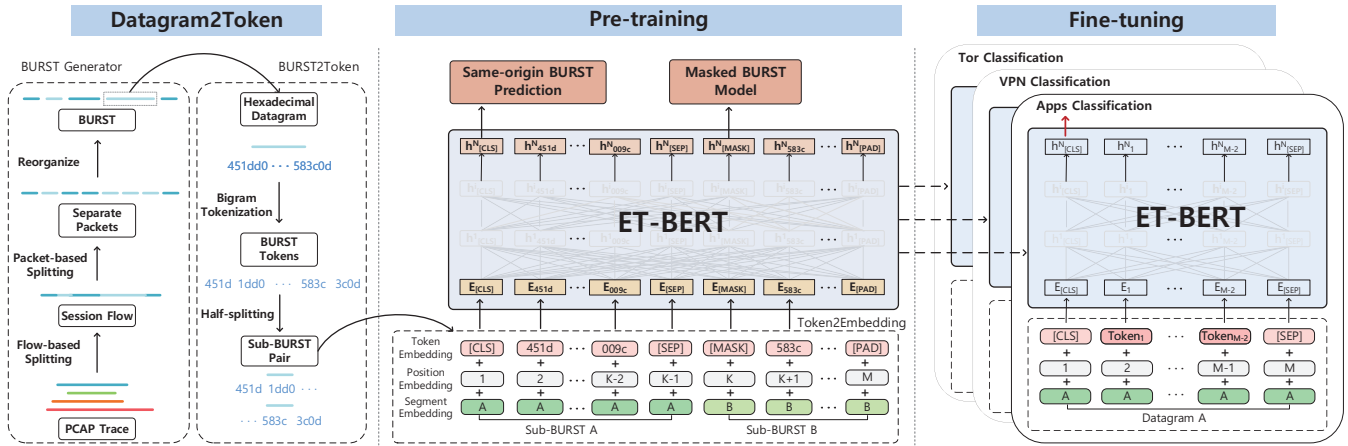 Datagram2Token
Pre-training
Fine-tuning
BURST Generator
BURST2Token
BURST
Reorganize
Separate
Packets
Packet-based
Splitting
Session Flow
Flow-based
Splitting
PCAP Trace
Hexadecimal
Datagram
451dd0 ··· 583c0d
Bigram
Tokenization
BURST
Tokens
451d 1dd0 ··· 583c 3c0d
Half-splitting
Sub-BURST
Pair
451d 1dd0 ···
··· 583c 3c0d
Same-origin BURST
Prediction
Masked BURST
Model
h^N[CLS] h^N451d ··· h^N009c h^N[SEP] h^N[MASK] h^N583c ··· h^N[PAD]
ET-BERT
E[CLS] E451d ··· E009c E[SEP] E[MASK] E583c ··· E[PAD]
Token2Embedding
Token
Embedding
[CLS] 451d ··· 009c [SEP] [MASK] 583c ··· [PAD]
+ + + + + + +
Position
Embedding
1 2 ··· K-2 K-1 K K+1 ··· M
+ + + + + + +
Segment
Embedding
A A ··· A A B B ··· B
Sub-BURST A
Sub-BURST B
Tor Classification
VPN Classification
Apps Classification
h^N[CLS] h^N1 ··· h^NM-2 h^N[SEP]
ET-BERT
E[CLS] E1 ··· EM-2 E[SEP]
[CLS] Token1 ··· TokenM-2 [SEP]
+ + + +
1 2 ··· M-1 M
+ + + +
A A ··· A A
Datagram A